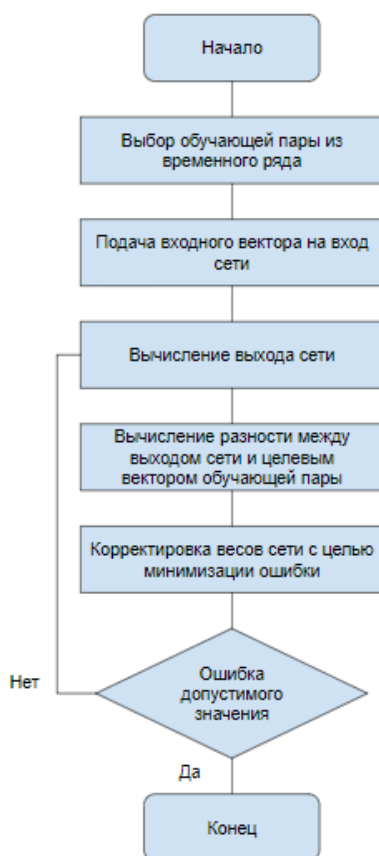 Начало
Выбор обучающей пары из
временного ряда
Подача входного вектора на вход
сети
Вычисление выхода сети
Вычисление разности между
выходом сети и целевым
вектором обучающей пары
Корректировка весов сети с целью
минимизации ошибки
Нет
Ошибка
допустимого
значения
Да
Конец